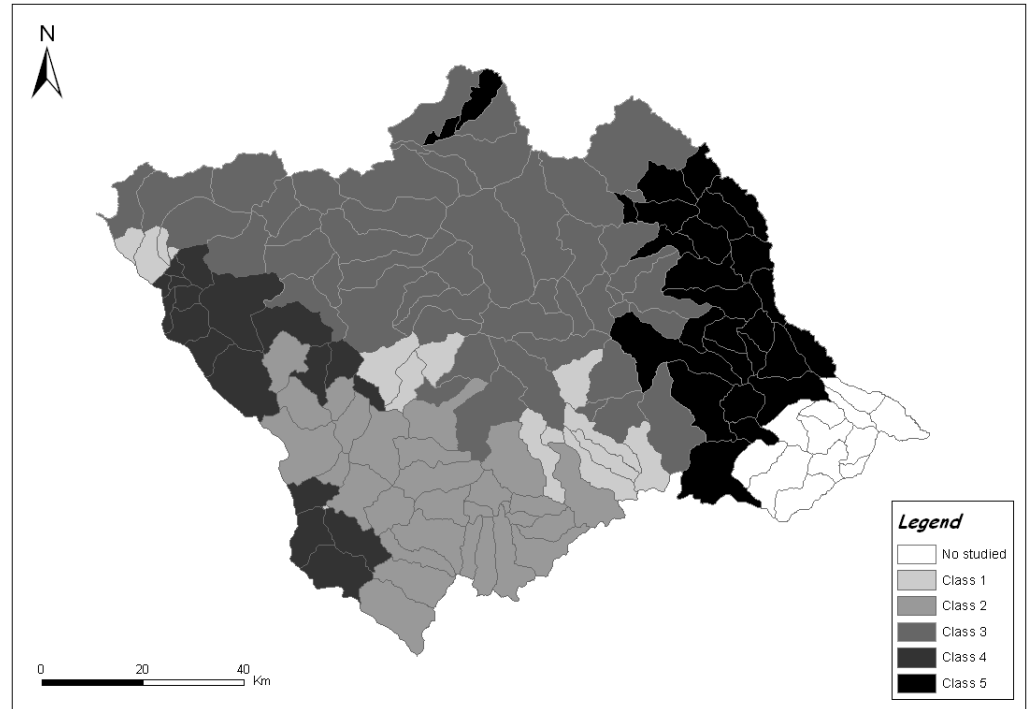 N
Legend
No studied
Class 1
Class 2
Class 3
Class 4
Class 5
0 20 40
Km